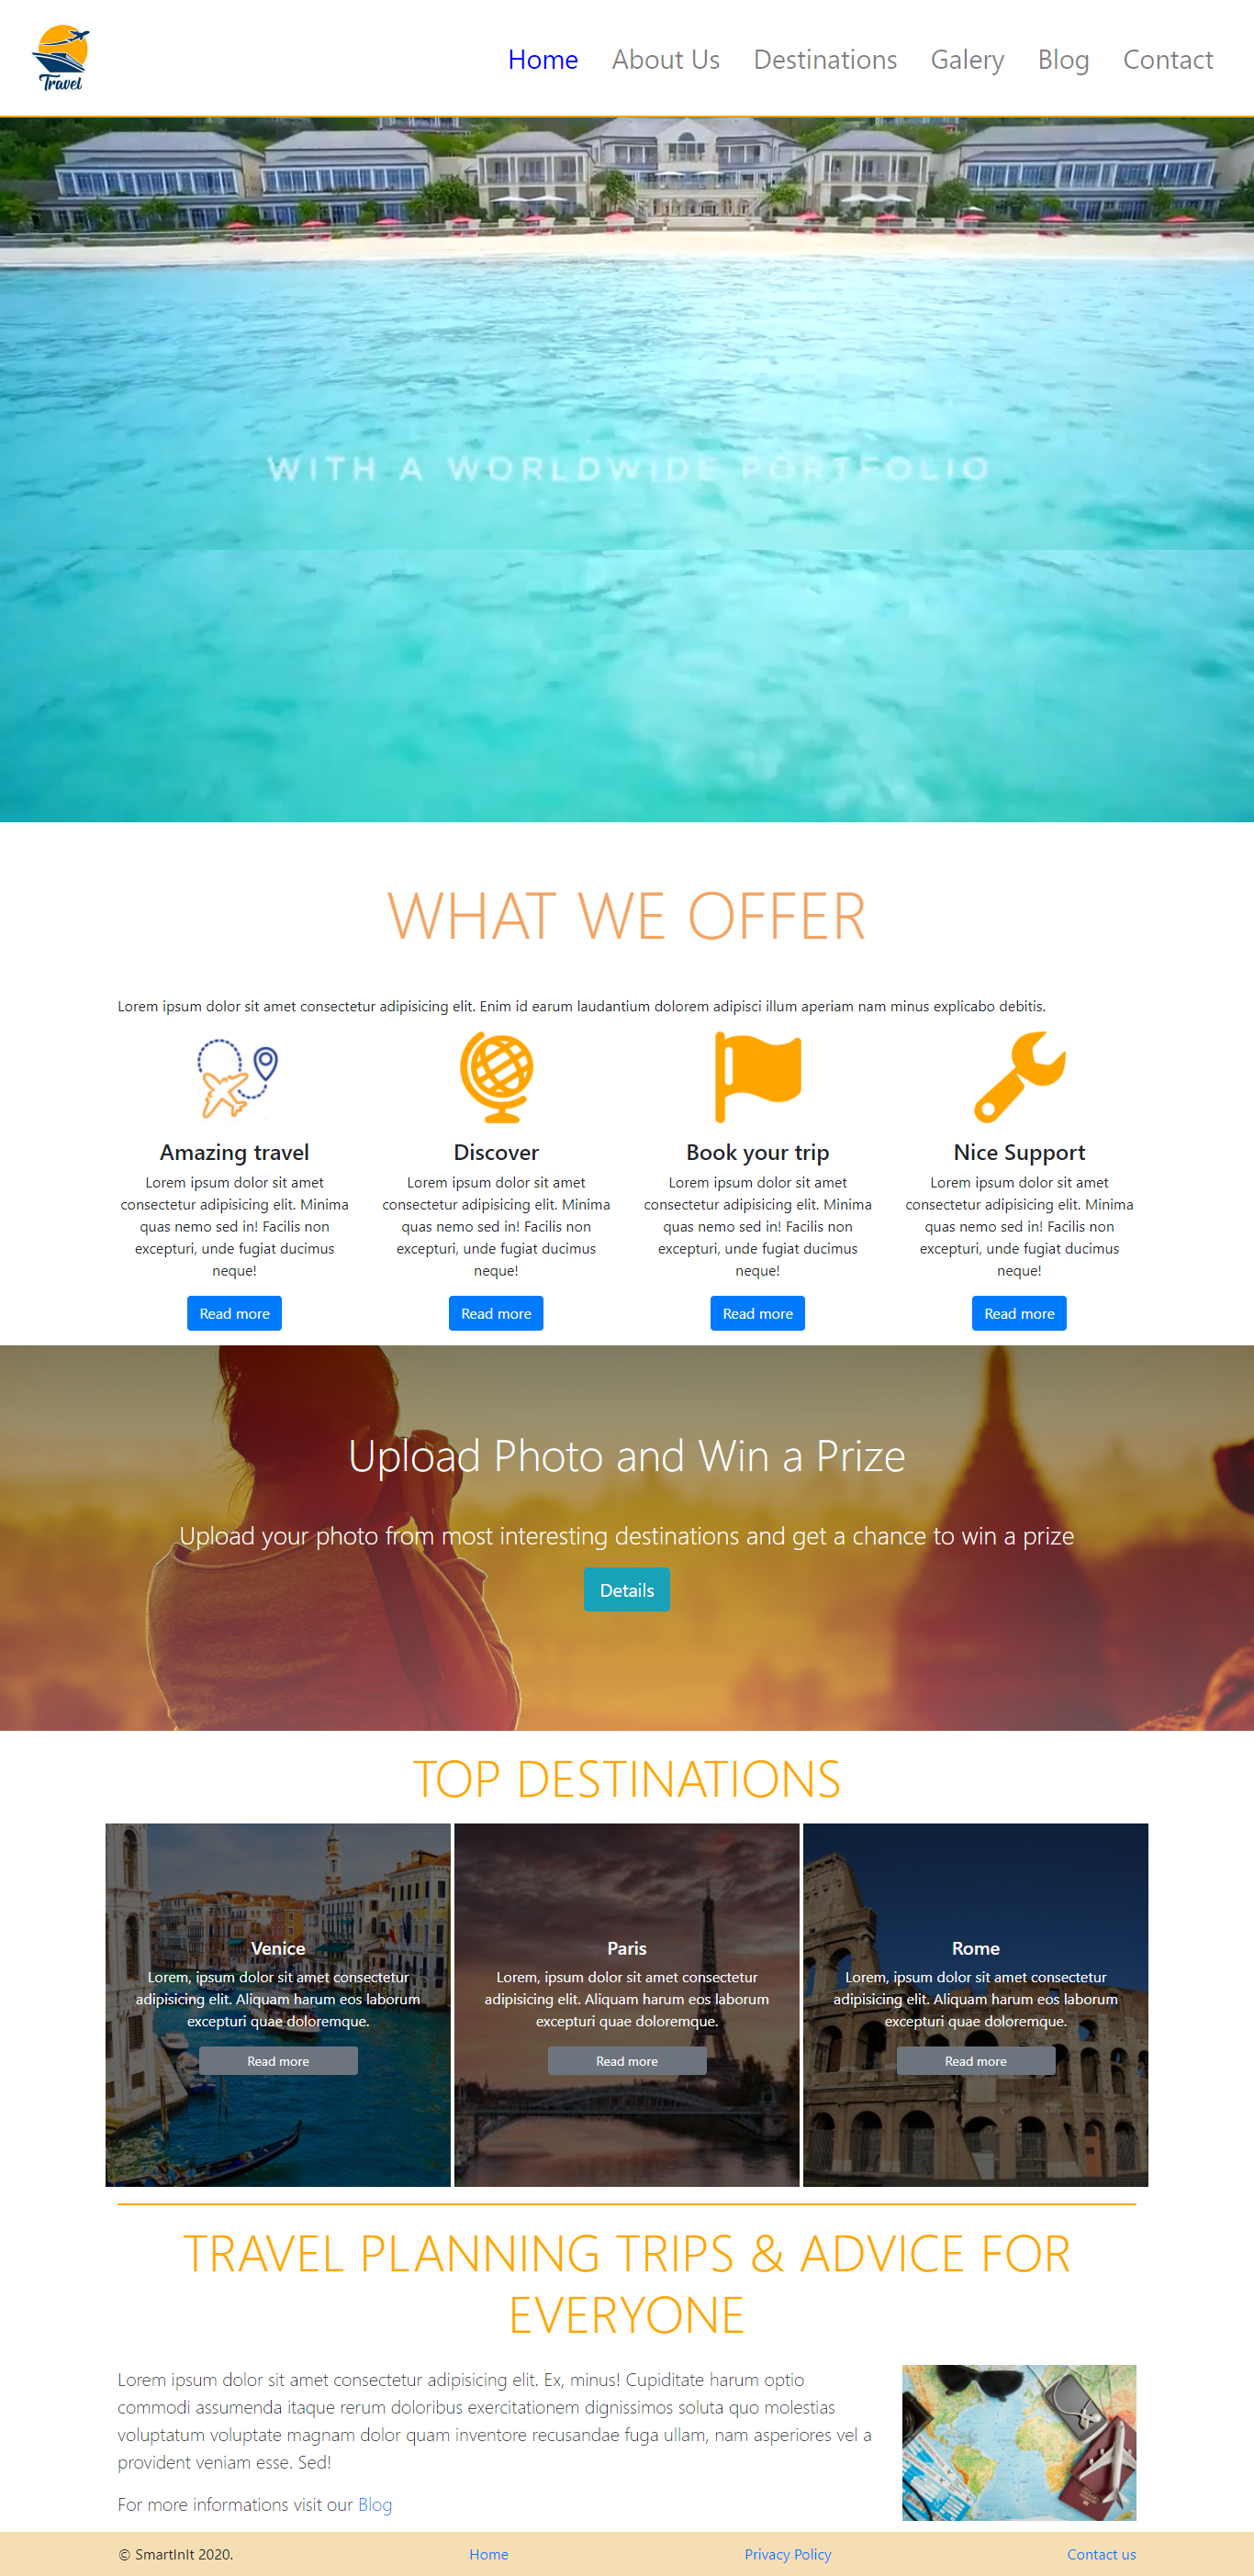 Travel
Home About Us Destinations Galery Blog Contact
WITH A WORLDWIDE PORTFOLIO
WHAT WE OFFER
Lorem ipsum dolor sit amet consectetur adipisicing elit. Enim id earum laudantium dolorem adipisci illum aperiam nam minus explicabo debitis.
Amazing travel
Lorem ipsum dolor sit amet
consectetur adipisicing elit. Minima
quas nemo sed in! Facilis non
excepturi, unde fugiat ducimus
neque!
Read more
Discover
Lorem ipsum dolor sit amet
consectetur adipisicing elit. Minima
quas nemo sed in! Facilis non
excepturi, unde fugiat ducimus
neque!
Read more
Book your trip
Lorem ipsum dolor sit amet
consectetur adipisicing elit. Minima
quas nemo sed in! Facilis non
excepturi, unde fugiat ducimus
neque!
Read more
Nice Support
Lorem ipsum dolor sit amet
consectetur adipisicing elit. Minima
quas nemo sed in! Facilis non
excepturi, unde fugiat ducimus
neque!
Read more
Upload Photo and Win a Prize
Upload your photo from most interesting destinations and get a chance to win a prize
Details
TOP DESTINATIONS
Venice
Lorem, ipsum dolor sit amet consectetur
adipisicing elit. Aliquam harum eos laborum
excepturi quae doloremque.
Read more
Paris
Lorem, ipsum dolor sit amet consectetur
adipisicing elit. Aliquam harum eos laborum
excepturi quae doloremque.
Read more
Rome
Lorem, ipsum dolor sit amet consectetur
adipisicing elit. Aliquam harum eos laborum
excepturi quae doloremque.
Read more
TRAVEL PLANNING TRIPS & ADVICE FOR
EVERYONE
Lorem ipsum dolor sit amet consectetur adipisicing elit. Ex, minus! Cupiditate harum optio
commodi assumenda itaque rerum doloribus exercitationem dignissimos soluta quo molestias
voluptatum voluptate magnam dolor quam inventore recusandae fuga ullam, nam asperiores vel a
provident veniam esse. Sed!
For more informations visit our Blog
© SmartInIt 2020. Home Privacy Policy Contact us